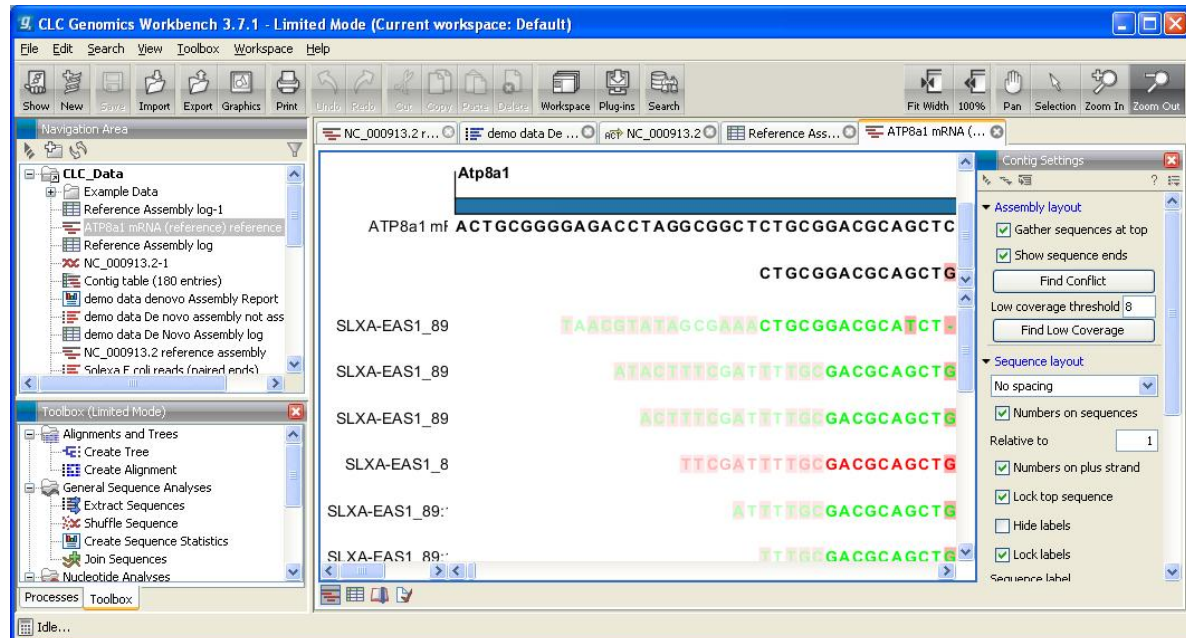 CLC Genomics Workbench 3.7.1 - Limited Mode (Current workspace: Default)
File Edit Search View Toolbox Workspace Help
Show New Save Import Export Graphics Print Undo Redo Cut Copy Paste Delete Workspace Plug-ins Search Fit Width 100% Pan Selection Zoom In Zoom Out
Navigation Area
CLC_Data
Example Data
Reference Assembly log-1
ATP8a1 mRNA (reference) reference
Reference Assembly log
NC_000913.2-1
Contig table (180 entries)
demo data denovo Assembly Report
demo data De novo assembly not ass
demo data De Novo Assembly log
NC_000913.2 reference assembly
Solexa E coli reads (paired ends)
Toolbox (Limited Mode)
Alignments and Trees
Create Tree
Create Alignment
General Sequence Analyses
Extract Sequences
Shuffle Sequence
Create Sequence Statistics
Join Sequences
Nucleotide Analyses
Processes Toolbox
Idle...
NC_000913.2 r... demo data De ... NC_000913.2 Reference Ass... ATP8a1 mRNA (...
Atp8a1
ATP8a1 mF ACTGCGGGGAGACCTAGGCGGCTCTGCGGACGCAGCTC
CTGCGGACGCAGCTG
SLXA-EAS1_89 TAACGTATAGCGAAACTGCGGACGCATCT-
SLXA-EAS1_89 ATACTTTCGATTTTGCGACGCAGCTG
SLXA-EAS1_89 ACTTTCGATTTTGCGACGCAGCTG
SLXA-EAS1_8 TTCGATTTTGCGACGCAGCTG
SLXA-EAS1_89: ATTTTGCGACGCAGCTG
SLXA-EAS1_89: TTTGCGACGCAGCTG
Contig Settings
?
Assembly layout
Gather sequences at top
Show sequence ends
Find Conflict
Low coverage threshold 8
Find Low Coverage
Sequence layout
No spacing
Numbers on sequences
Relative to 1
Numbers on plus strand
Lock top sequence
Hide labels
Lock labels
Sequence label